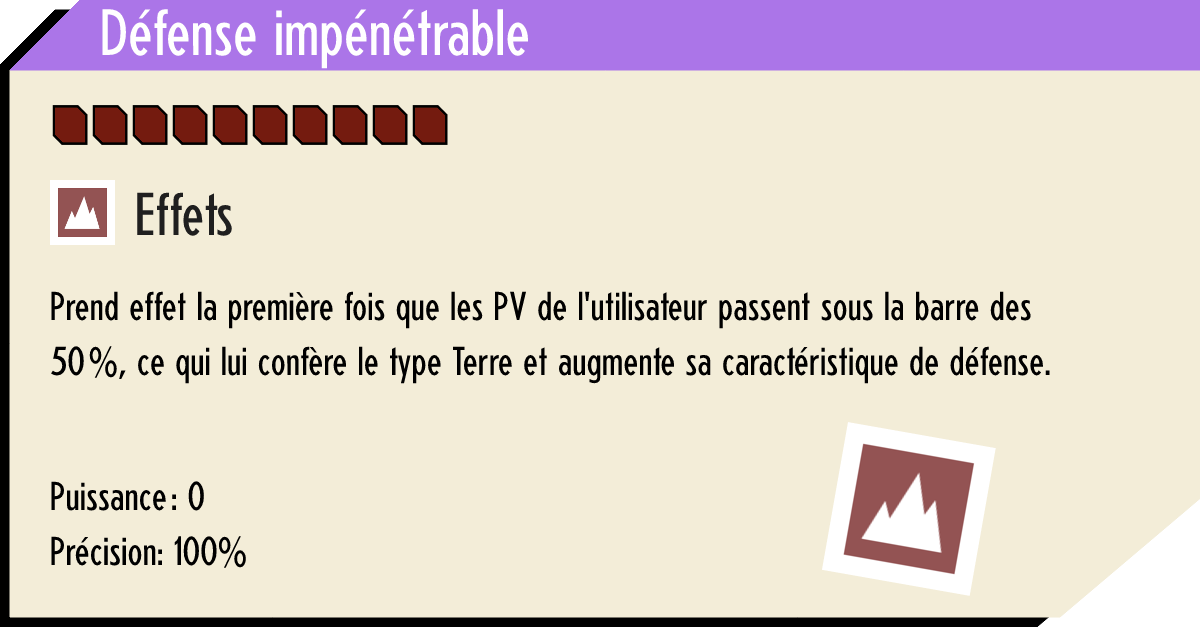 Défense impénétrable
Effets
Prend effet la première fois que les PV de l'utilisateur passent sous la barre des
50%, ce qui lui confère le type Terre et augmente sa caractéristique de défense.
Puissance: 0
Précision: 100%